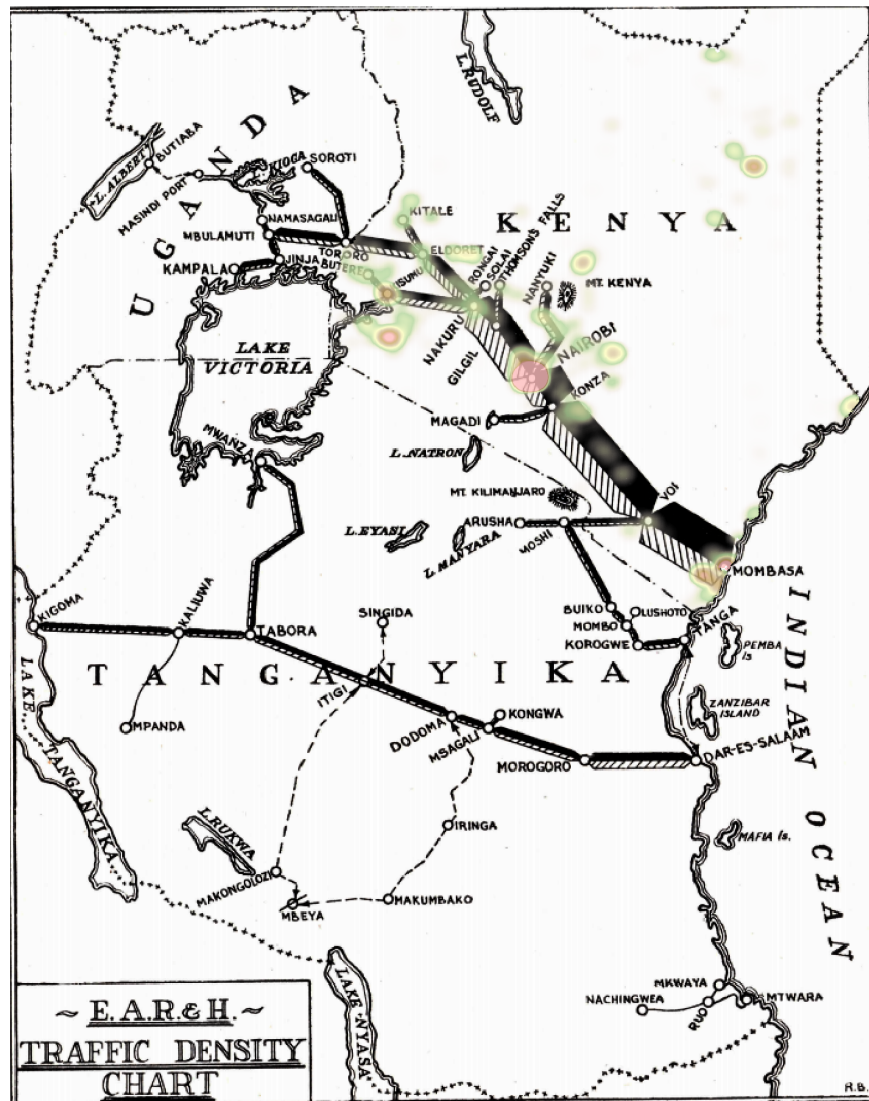 L. RUDOLF
UGANDA
KENYA
L. ALBERT
BUTIABA
MASINDI PORT
KIOGA
SOROTI
NAMASAGALI
MBULAMUTI
KAMPALA
JINJA
TORORO
BUTERE
KISUMU
KITALE
ELDORET
RONGAI
SOLAI
THOMSON'S FALLS
NANYUKI
MT. KENYA
NAKURU
GILGIL
NAIROBI
KONZA
MAGADI
LAKE
VICTORIA
MWANZA
L. NATRON
MT. KILIMANJARO
VOI
L. EYASI
L. MANYARA
ARUSHA
MOSHI
MOMBASA
BUIKO
LUSHOTO
MOMBO
KOROGWE
TANGA
PEMBA
Is
ZANZIBAR
ISLAND
INDIAN OCEAN
KIGOMA
KALIUWA
TABORA
SINGIDA
TANGANYIKA
ITIGI
MPANDA
DODOMA
KONGWA
MSAGALI
MOROGORO
DAR-ES-SALAAM
LAKE TANGANYIKA
L. RUKWA
IRINGA
MAFIA Is.
MAKONGOLOZI
MBEYA
MAKUMBAKO
LAKE NYASA
MKWAYA
NACHINGWEA
RUO
MTWARA
~ E.A.R.&H. ~
TRAFFIC DENSITY
CHART
R.B.